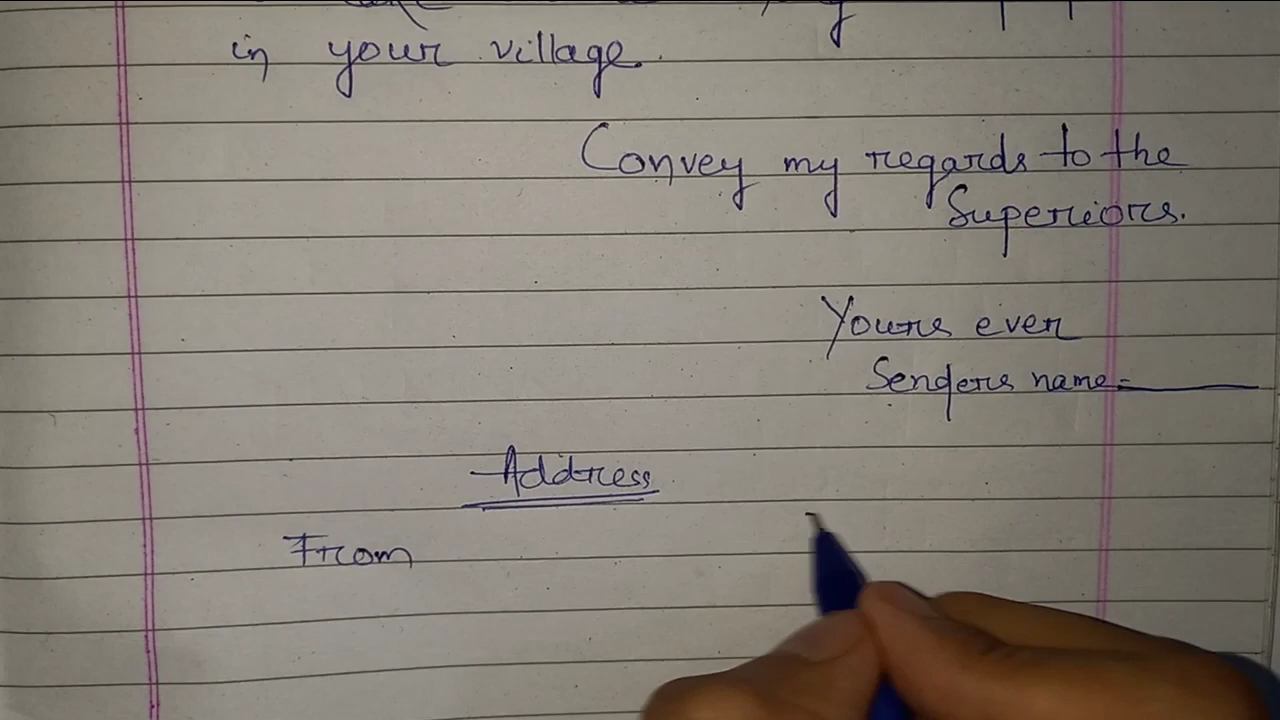 in your village.
Convey my regards to the
Superiors.
Yours ever
Senders name=
Address
From